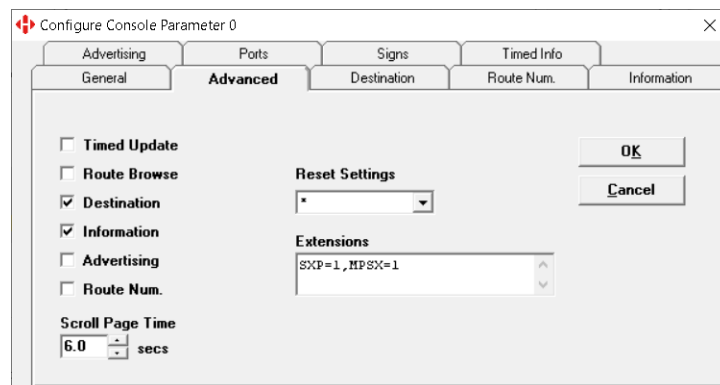 Configure Console Parameter 0
Advertising Ports Signs Timed Info
General Advanced Destination Route Num. Information
Timed Update
Route Browse
Destination
Information
Advertising
Route Num.
Scroll Page Time
6.0 secs
Reset Settings
*
Extensions
SXP=1,MPSX=1
OK
Cancel